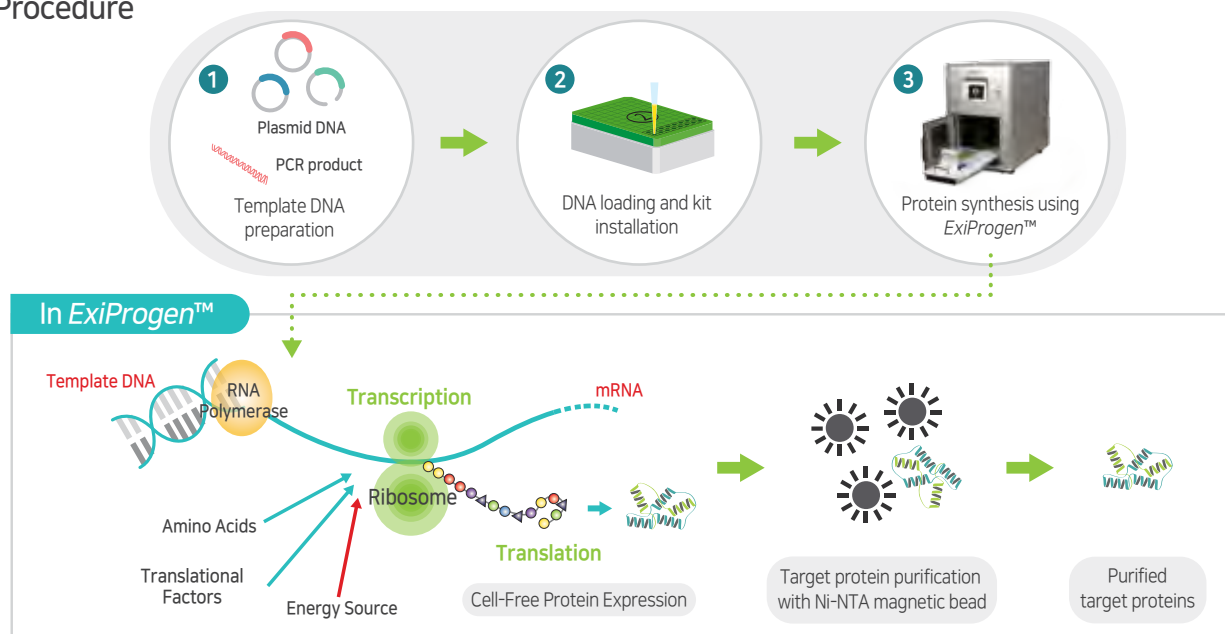 Procedure
1
Plasmid DNA
PCR product
Template DNA
preparation
2
2
DNA loading and kit
installation
3
Protein synthesis using
ExiProgen™
In ExiProgen™
Template DNA
RNA
Polymerase
Transcription
mRNA
Ribosome
Amino Acids
Translational
Factors
Energy Source
Translation
Cell-Free Protein Expression
Target protein purification
with Ni-NTA magnetic bead
Purified
target proteins